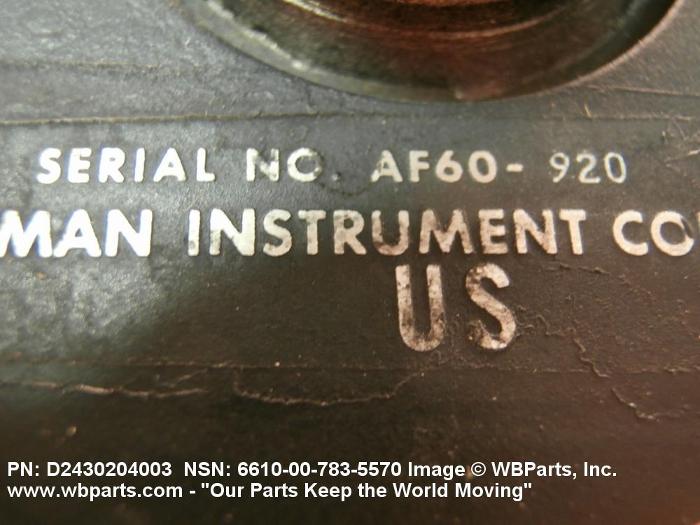 SERIAL NO. AF60- 920
MAN INSTRUMENT CO
US
PN: D2430204003 NSN: 6610-00-783-5570 Image © WBParts, Inc.
www.wbparts.com - "Our Parts Keep the World Moving"